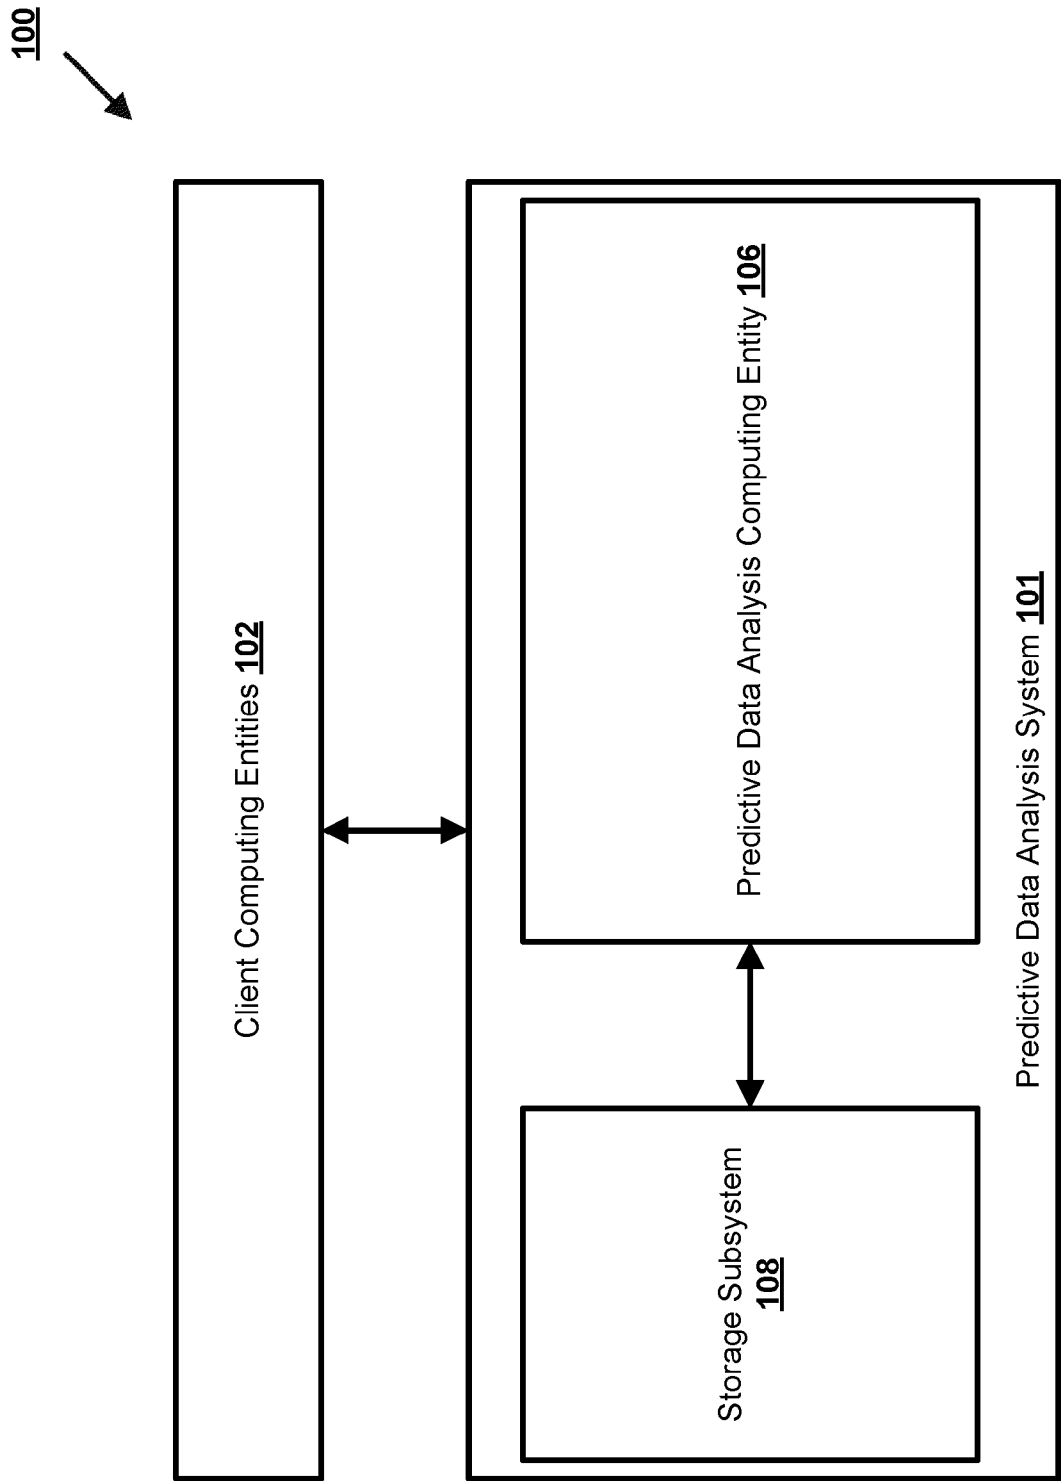 100
Client Computing Entities 102
Storage Subsystem
108
Predictive Data Analysis Computing Entity 106
Predictive Data Analysis System 101